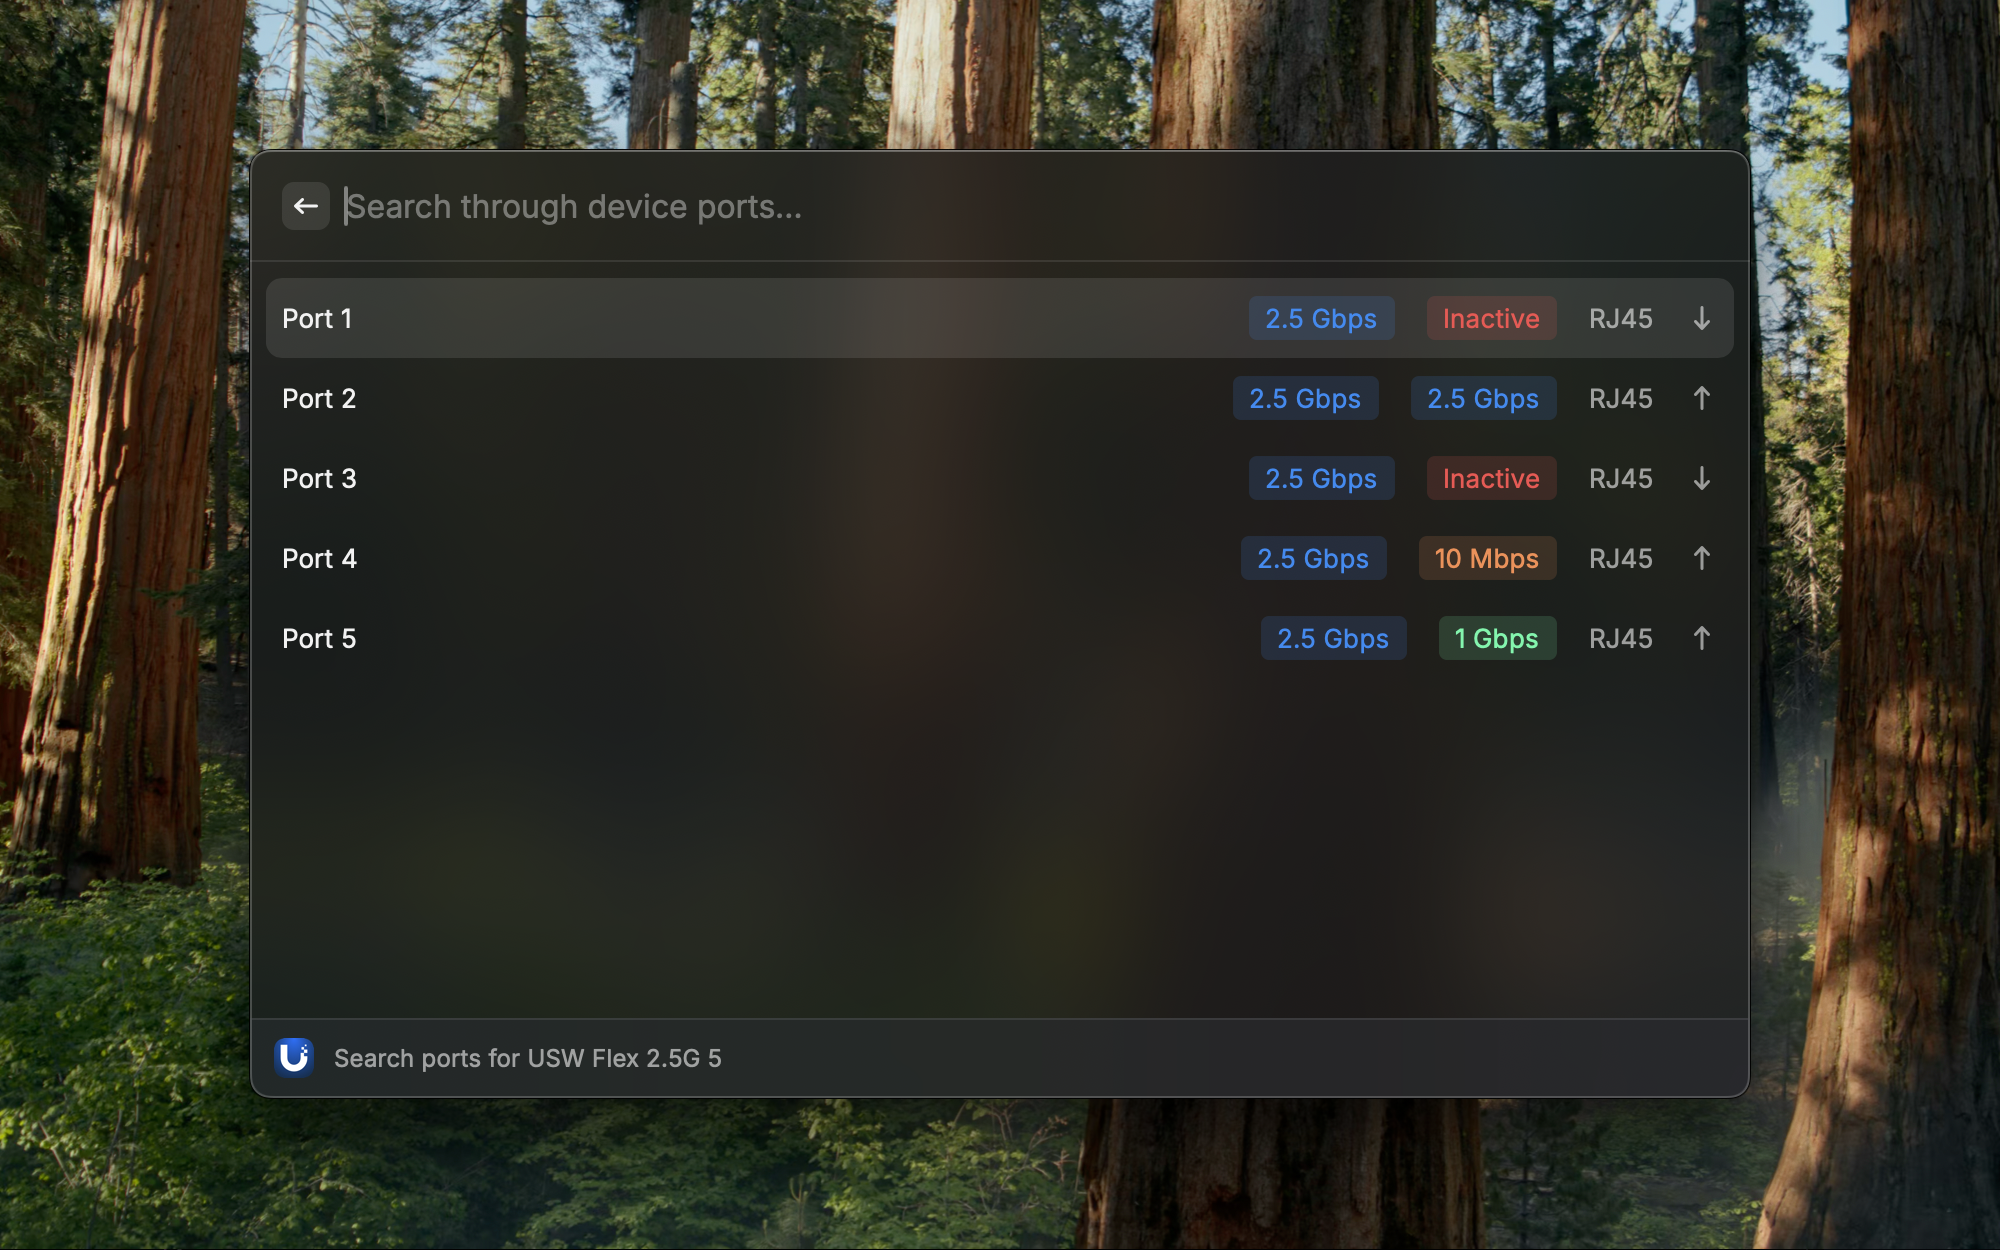 Search through device ports...
Port 1 2.5 Gbps Inactive RJ45 ↓
Port 2 2.5 Gbps 2.5 Gbps RJ45 ↑
Port 3 2.5 Gbps Inactive RJ45 ↓
Port 4 2.5 Gbps 10 Mbps RJ45 ↑
Port 5 2.5 Gbps 1 Gbps RJ45 ↑
Search ports for USW Flex 2.5G 5